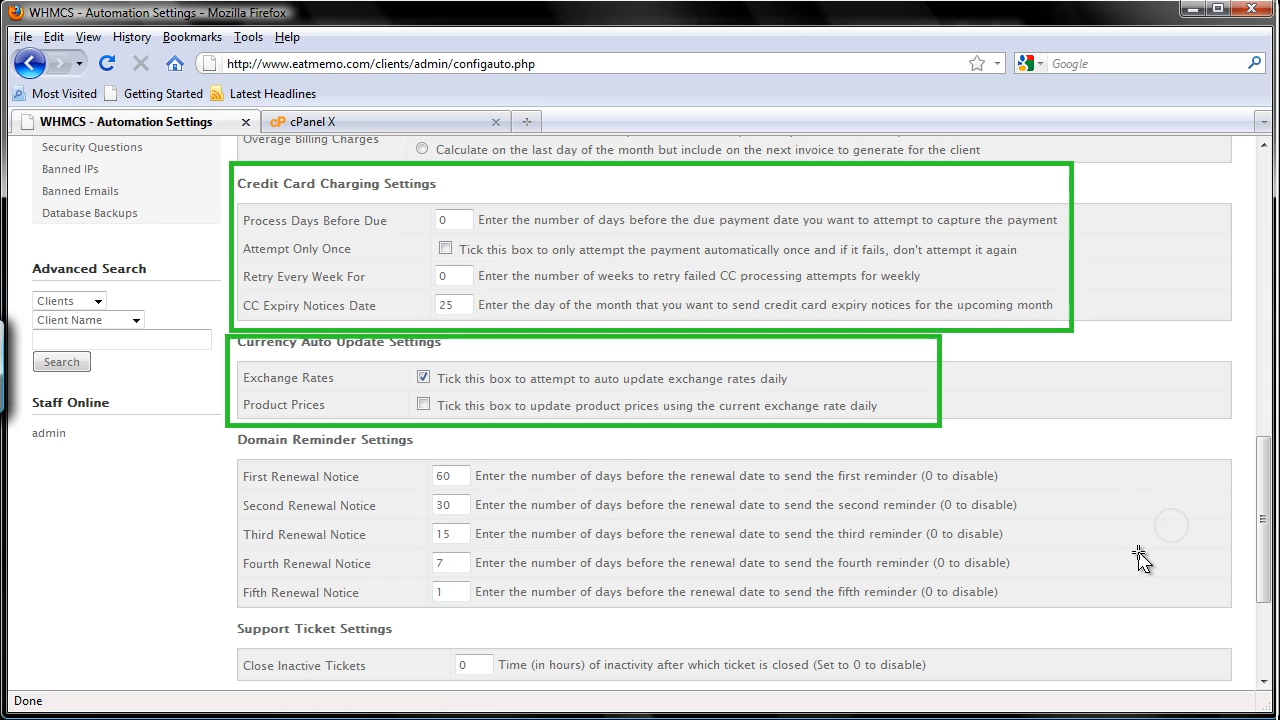 WHMCS - Automation Settings - Mozilla Firefox
File Edit View History Bookmarks Tools Help
http://www.eatmeno.com/clients/admin/configauto.php
Google
Most Visited Getting Started Latest Headlines
WHMCS - Automation Settings
cPanel X
Security Questions
Banned IPs
Banned Emails
Database Backups
Advanced Search
Clients
Client Name
Search
Staff Online
admin
Overage Billing Charges
Calculate on the last day of the month but include on the next invoice to generate for the client
Credit Card Charging Settings
Process Days Before Due 0 Enter the number of days before the due payment date you want to attempt to capture the payment
Attempt Only Once Tick this box to only attempt the payment automatically once and if it fails, don't attempt it again
Retry Every Week For 0 Enter the number of weeks to retry failed CC processing attempts for weekly
CC Expiry Notices Date 25 Enter the day of the month that you want to send credit card expiry notices for the upcoming month
Currency Auto Update Settings
Exchange Rates Tick this box to attempt to auto update exchange rates daily
Product Prices Tick this box to update product prices using the current exchange rate daily
Domain Reminder Settings
First Renewal Notice 60 Enter the number of days before the renewal date to send the first reminder (0 to disable)
Second Renewal Notice 30 Enter the number of days before the renewal date to send the second reminder (0 to disable)
Third Renewal Notice 15 Enter the number of days before the renewal date to send the third reminder (0 to disable)
Fourth Renewal Notice 7 Enter the number of days before the renewal date to send the fourth reminder (0 to disable)
Fifth Renewal Notice 1 Enter the number of days before the renewal date to send the fifth reminder (0 to disable)
Support Ticket Settings
Close Inactive Tickets 0 Time (in hours) of inactivity after which ticket is closed (Set to 0 to disable)
Done